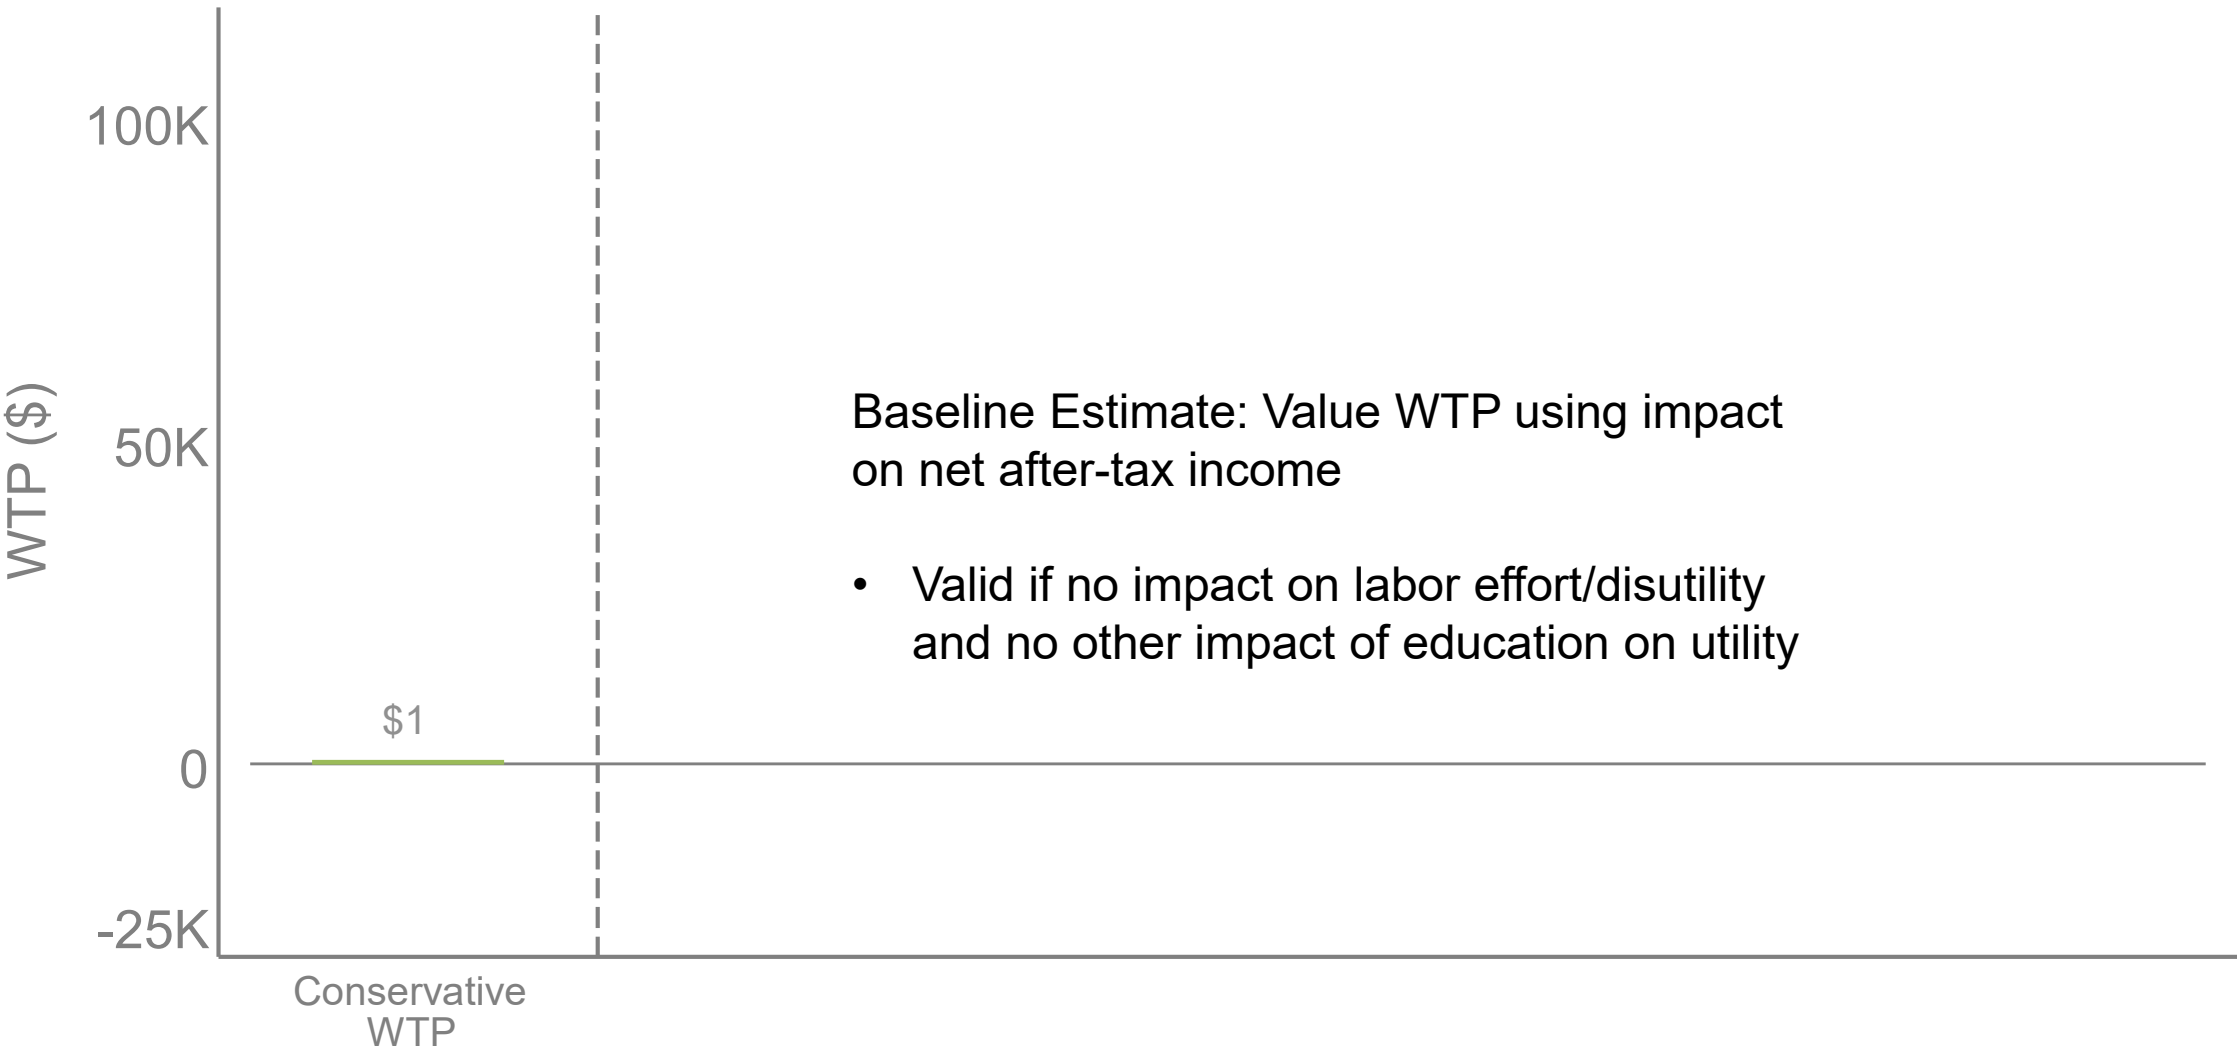 WTP ($)
100K
50K
0
-25K
$1
Conservative
WTP
Baseline Estimate: Value WTP using impact
on net after-tax income
• Valid if no impact on labor effort/disutility
and no other impact of education on utility